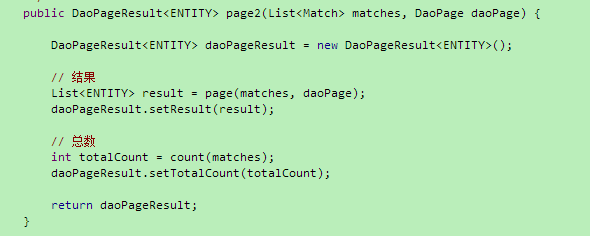 public DaoPageResult<ENTITY> page2(List<Match> matches, DaoPage daoPage) {
DaoPageResult<ENTITY> daoPageResult = new DaoPageResult<ENTITY>();
// 结果
List<ENTITY> result = page(matches, daoPage);
daoPageResult.setResult(result);
// 总数
int totalCount = count(matches);
daoPageResult.setTotalCount(totalCount);
return daoPageResult;
}